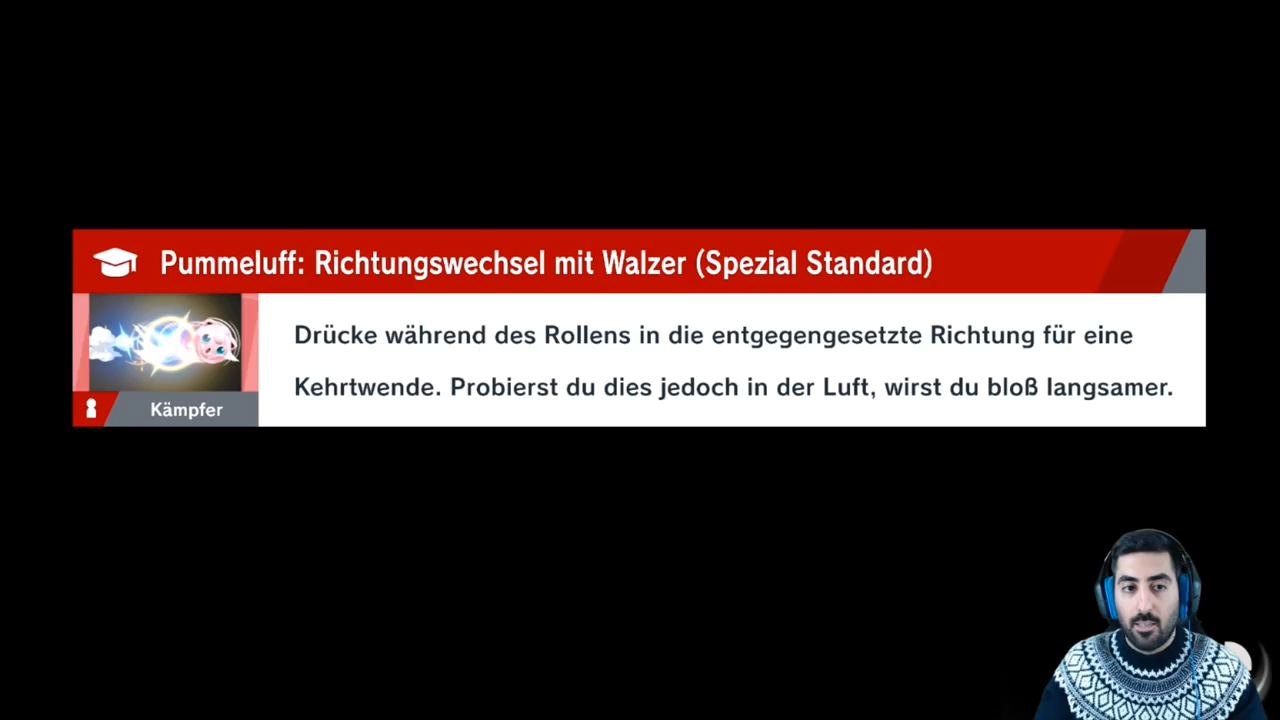 Pummeluff: Richtungswechsel mit Walzer (Spezial Standard)
Drücke während des Rollens in die entgegengesetzte Richtung für eine
Kehrtwende. Probierst du dies jedoch in der Luft, wirst du bloß langsamer.
Kämpfer